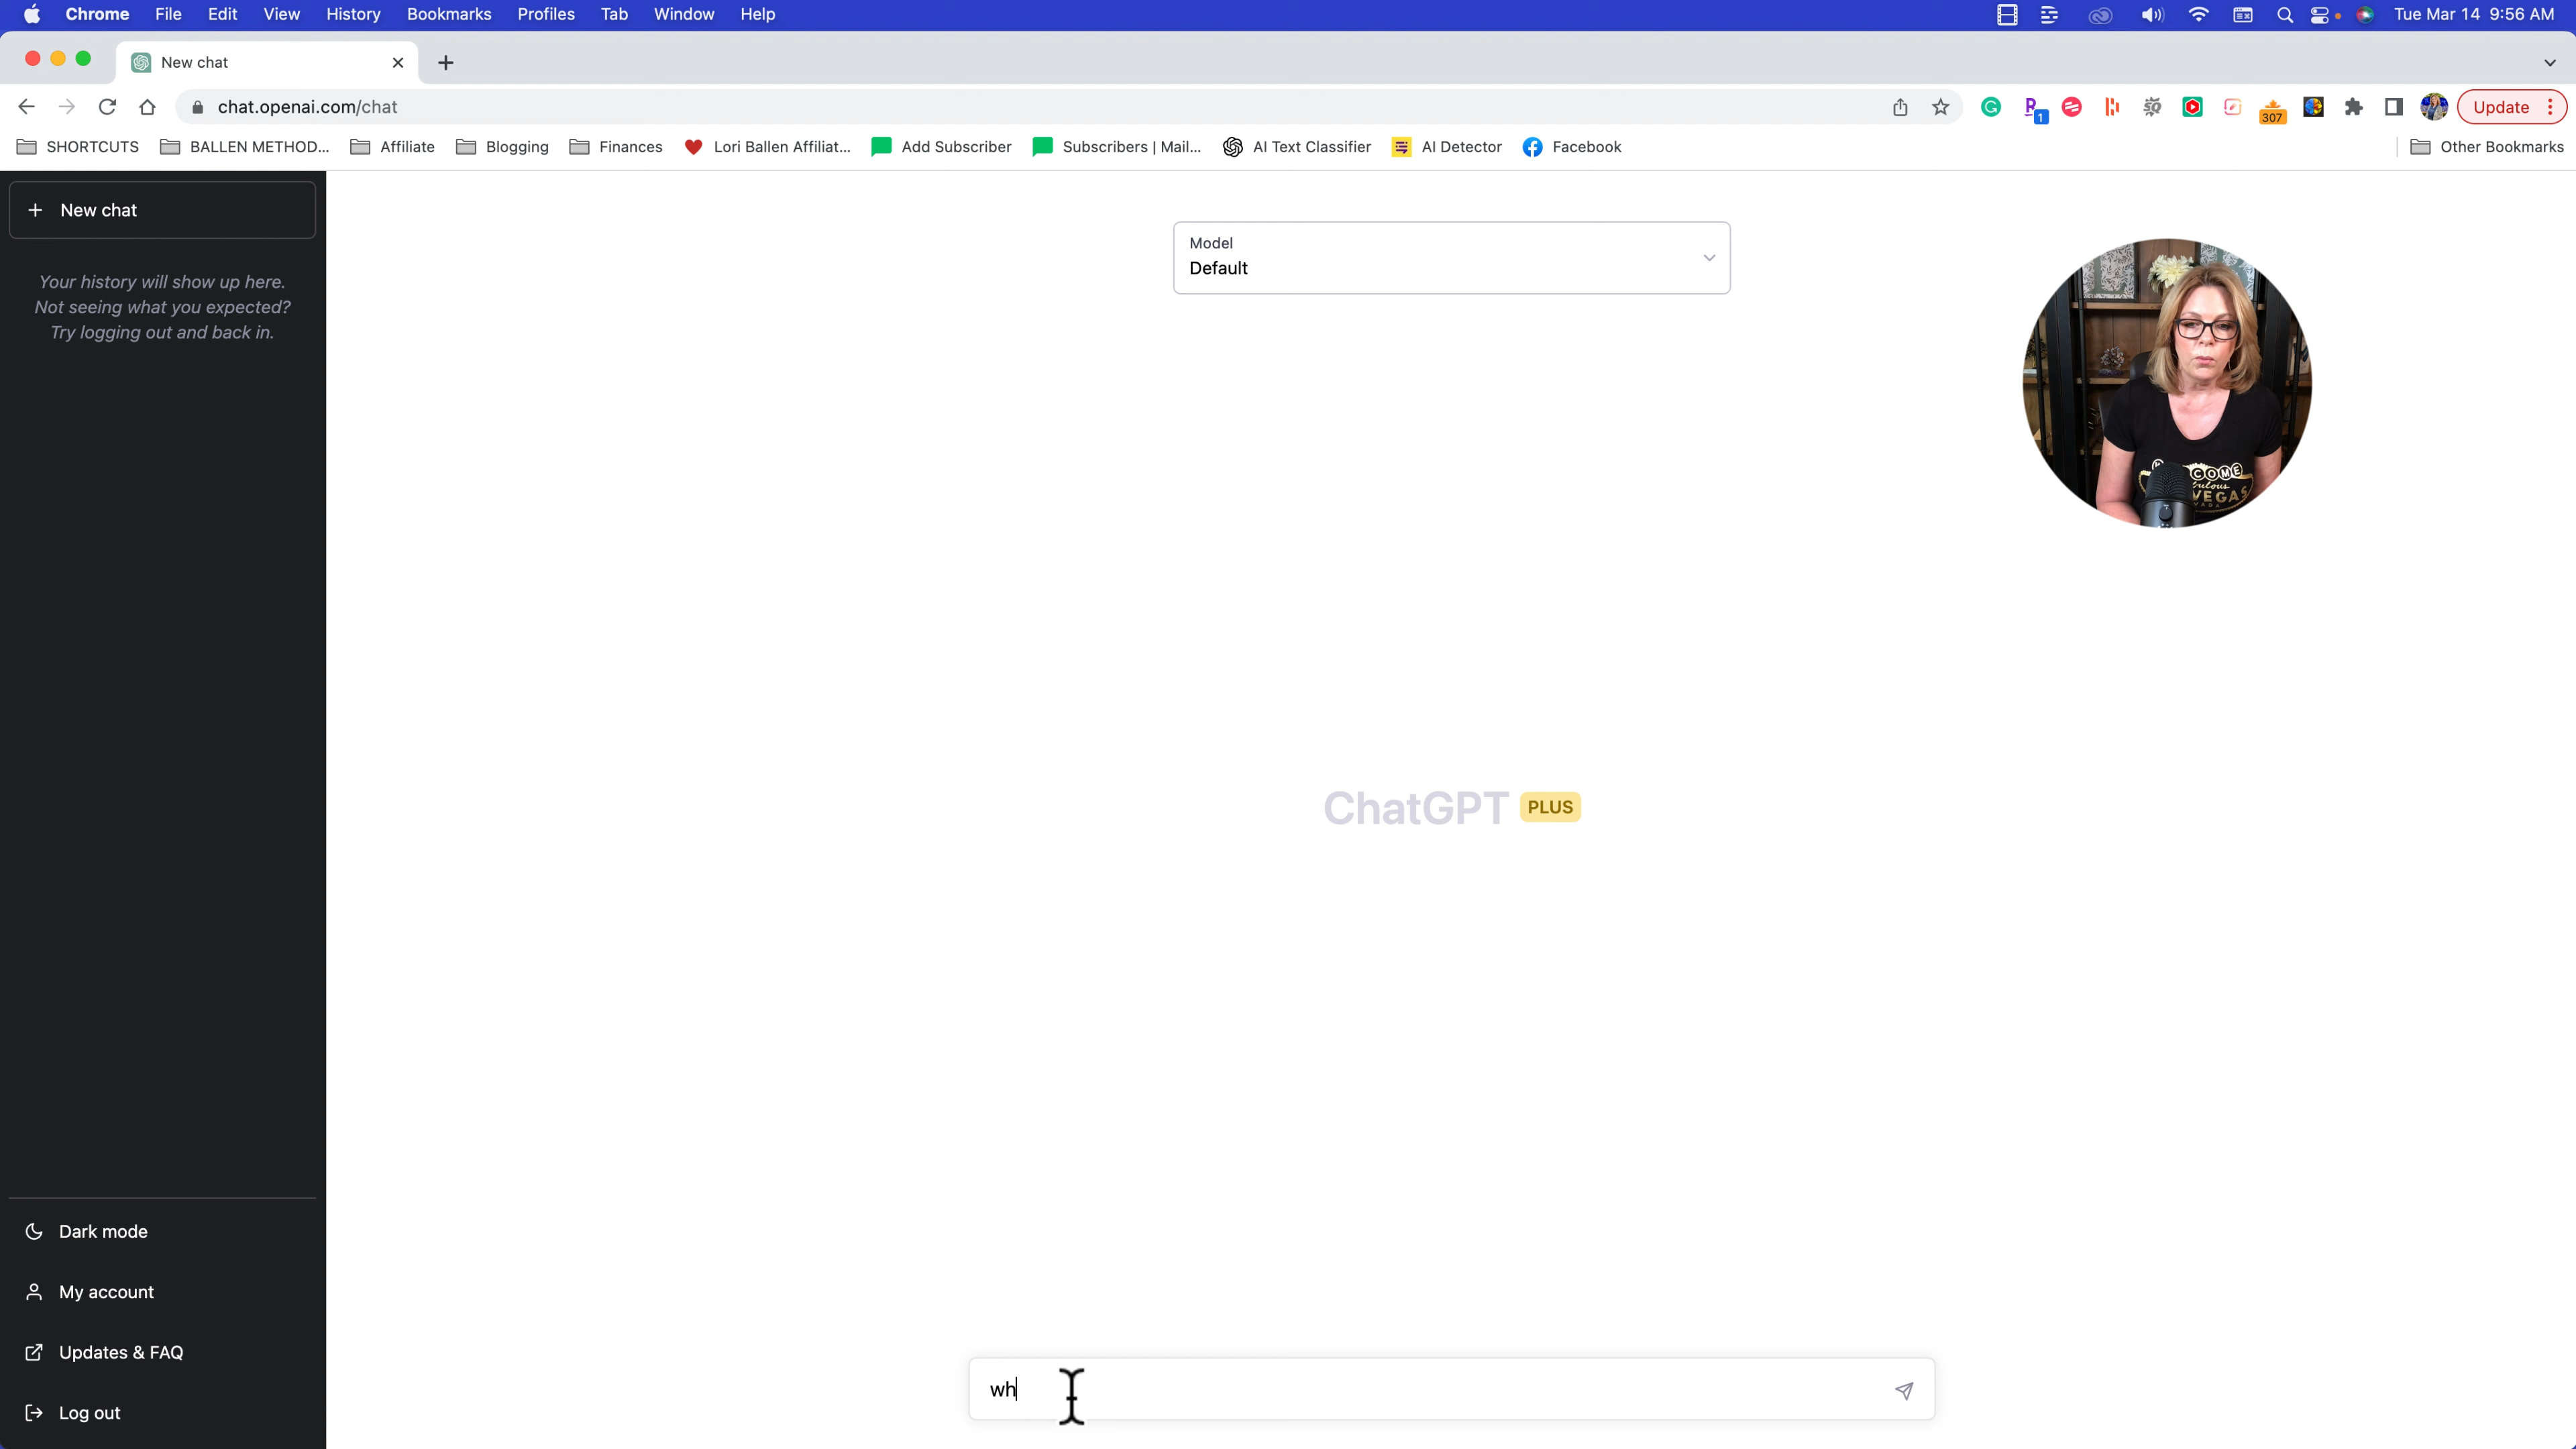 Chrome File Edit View History Bookmarks Profiles Tab Window Help Tue Mar 14 9:56 AM
New chat
chat.openai.com/chat
1
307
Update
SHORTCUTS BALLEN METHOD... Affiliate Blogging Finances Lori Ballen Affiliat... Add Subscriber Subscribers | Mail... AI Text Classifier AI Detector Facebook Other Bookmarks
New chat
Your history will show up here.
Not seeing what you expected?
Try logging out and back in.
Model
Default
VEGAS
ChatGPT PLUS
Dark mode
My account
Updates & FAQ
Log out
wh